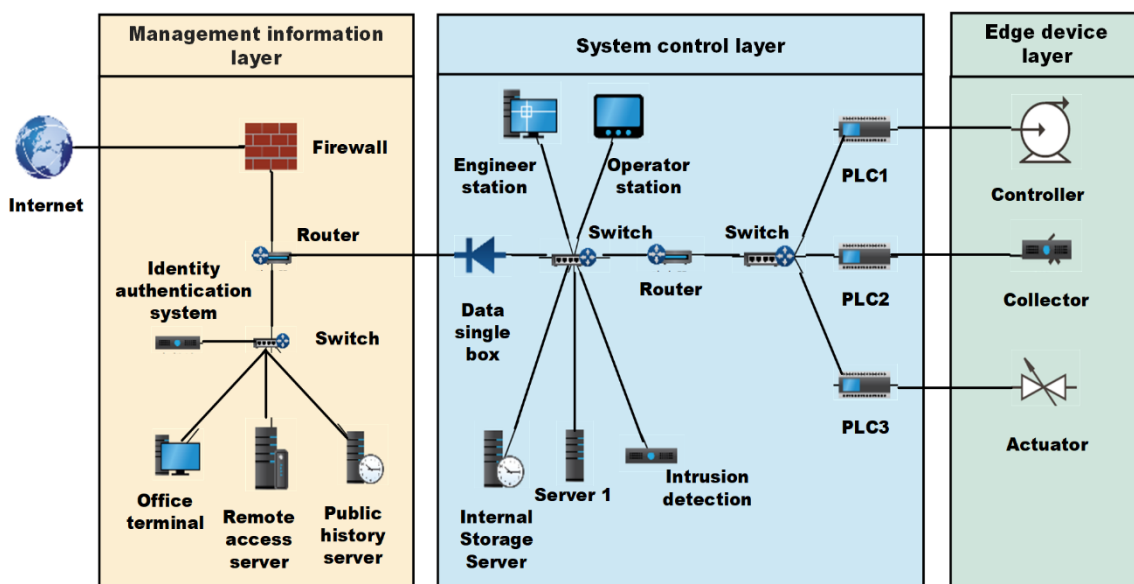 Management information
layer
System control layer
Edge device
layer
Internet
Firewall
Router
Identity
authentication
system
Switch
Office
terminal
Remote
access
server
Public
history
server
Engineer
station
Operator
station
Data
single
box
Switch
Router
Switch
Internal
Storage
Server
Server 1
Intrusion
detection
PLC1
PLC2
PLC3
Controller
Collector
Actuator